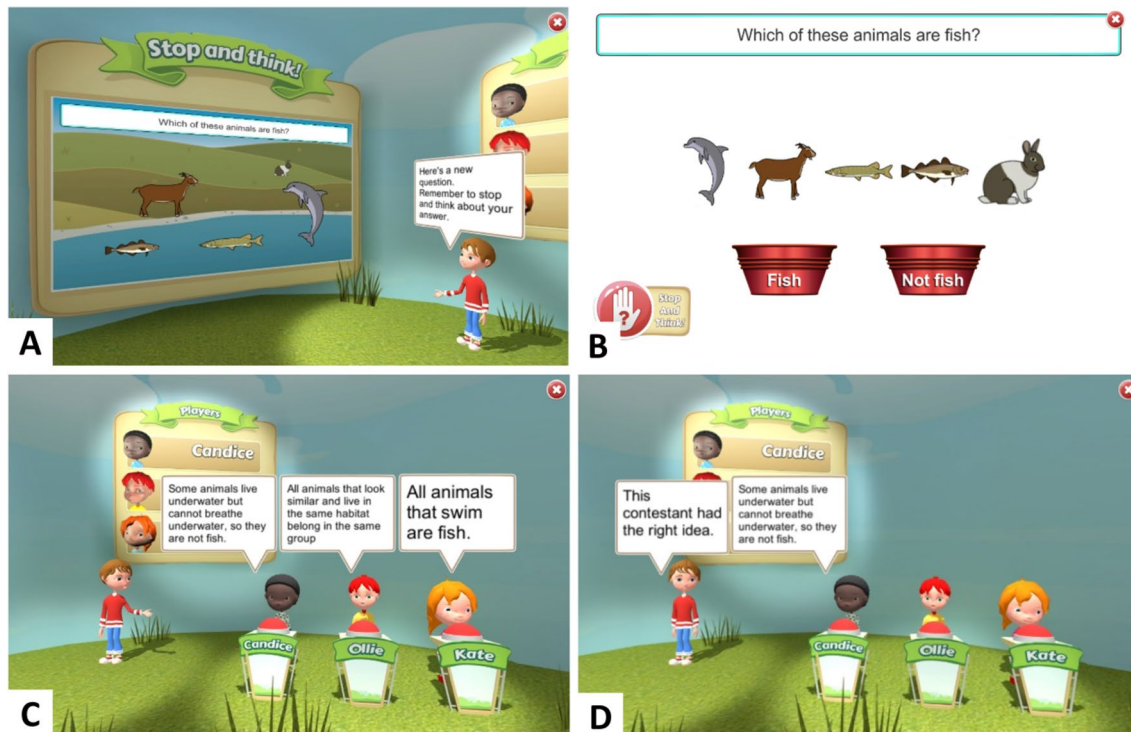 Stop and think!
Which of these animals are fish?
Here's a new
question.
Remember to stop
and think about your
answer.
A
Which of these animals are fish?
Fish
Not fish
Stop
And
Think!
?
B
Players
Candice
Some animals live
underwater but
cannot breathe
underwater, so they
are not fish.
All animals that look
similar and live in
the same habitat
belong in the same
group
All animals
that swim
are fish.
Candice
Ollie
Kate
C
Players
Candice
This
contestant had
the right idea.
Some animals live
underwater but
cannot breathe
underwater, so they
are not fish.
Candice
Ollie
Kate
D